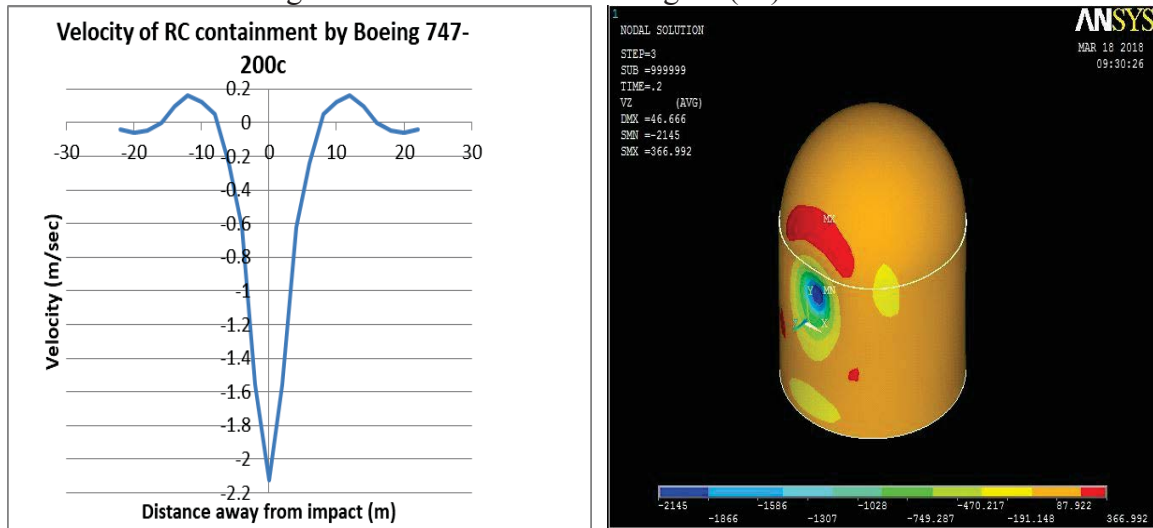 Velocity of RC containment by Boeing 747-
200c
0.2
0
-30 -20 -10 0 10 20 30
-0.2
-0.4
-0.6
-0.8
-1
-1.2
-1.4
-1.6
-1.8
-2
-2.2
Velocity (m/sec)
Distance away from impact (m)
1
NODAL SOLUTION
STEP=3
SUB =999999
TIME=.2
VZ (AVG)
DMX =46.666
SMN =-2145
SMX =366.992
ANSYS
MAR 18 2018
09:30:26
MX
Y MN
Z X
-2145 -1586 -1028 -470.217 87.922
-1866 -1307 -749.287 -191.148 366.992